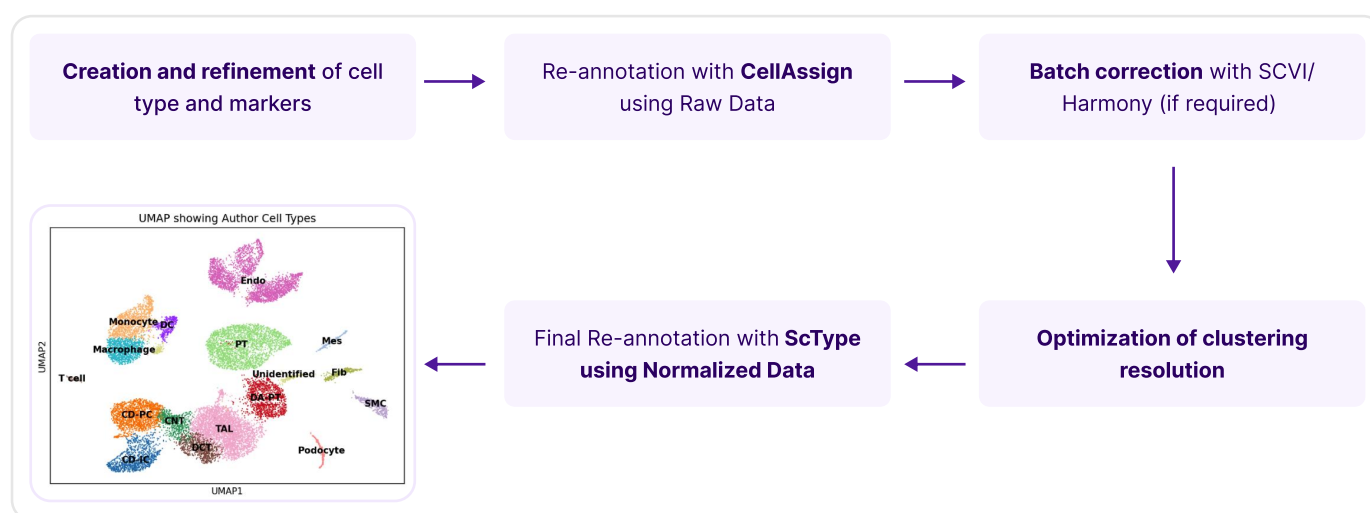 Creation and refinement of cell
type and markers
Re-annotation with CellAssign
using Raw Data
Batch correction with SCVI/
Harmony (if required)
Optimization of clustering
resolution
Final Re-annotation with ScType
using Normalized Data
UMAP showing Author Cell Types
Endo
Monocyte
DC
Macrophage
PT
Mes
T cell
Unidentified
Fib
DA-PT
SMC
CD-PC
CNT
TAL
DCT
Podocyte
CD-IC
UMAP2
UMAP1